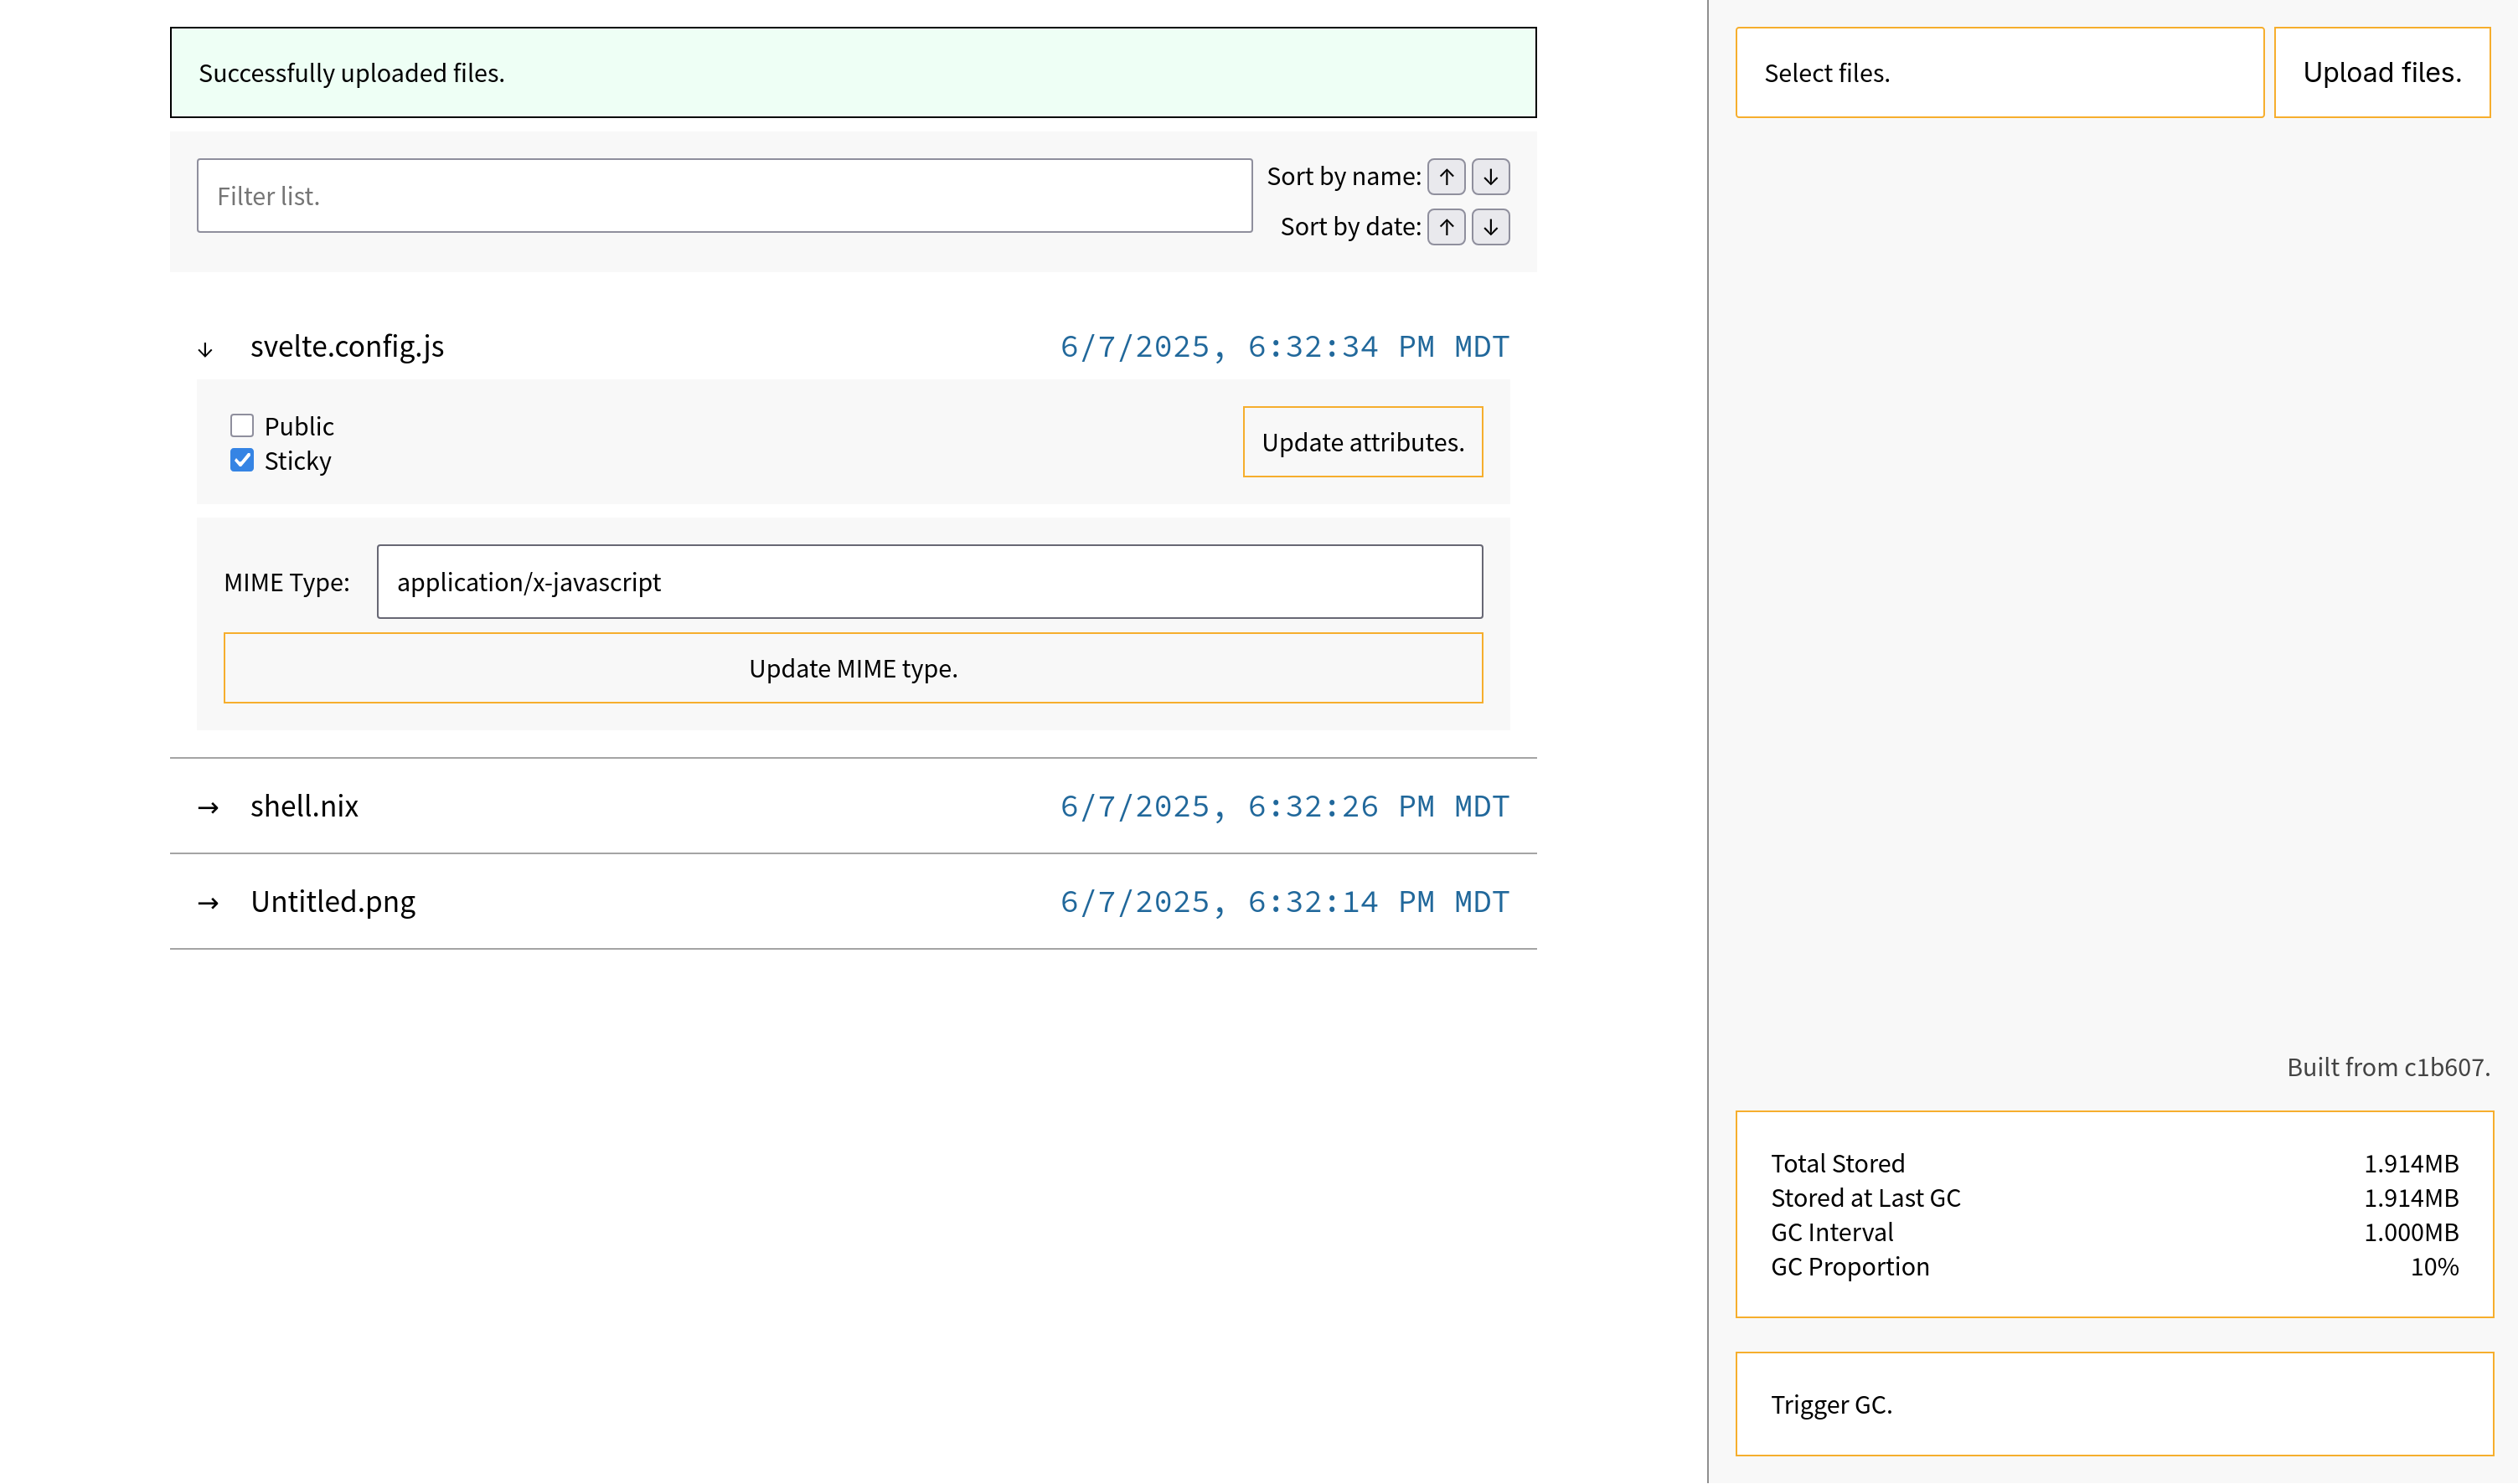 Successfully uploaded files.
Filter list.
Sort by name: ↑ ↓
Sort by date: ↑ ↓
↓ svelte.config.js 6/7/2025, 6:32:34 PM MDT
Public
Sticky
Update attributes.
MIME Type: application/x-javascript
Update MIME type.
→ shell.nix 6/7/2025, 6:32:26 PM MDT
→ Untitled.png 6/7/2025, 6:32:14 PM MDT
Select files.
Upload files.
Built from c1b607.
Total Stored 1.914MB
Stored at Last GC 1.914MB
GC Interval 1.000MB
GC Proportion 10%
Trigger GC.